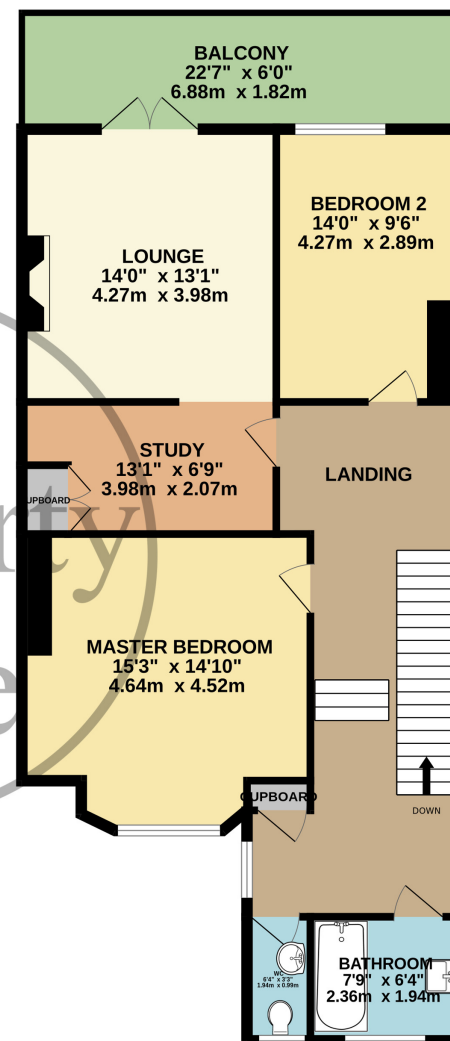 BALCONY
22'7" x 6'0"
6.88m x 1.82m
BEDROOM 2
14'0" x 9'6"
4.27m x 2.89m
LOUNGE
14'0" x 13'1"
4.27m x 3.98m
STUDY
13'1" x 6'9"
3.98m x 2.07m
LANDING
UPBOARD
MASTER BEDROOM
15'3" x 14'10"
4.64m x 4.52m
CUPBOARD
DOWN
WC
6'4" x 3'3"
1.94m x 0.99m
BATHROOM
7'9" x 6'4"
2.36m x 1.94m